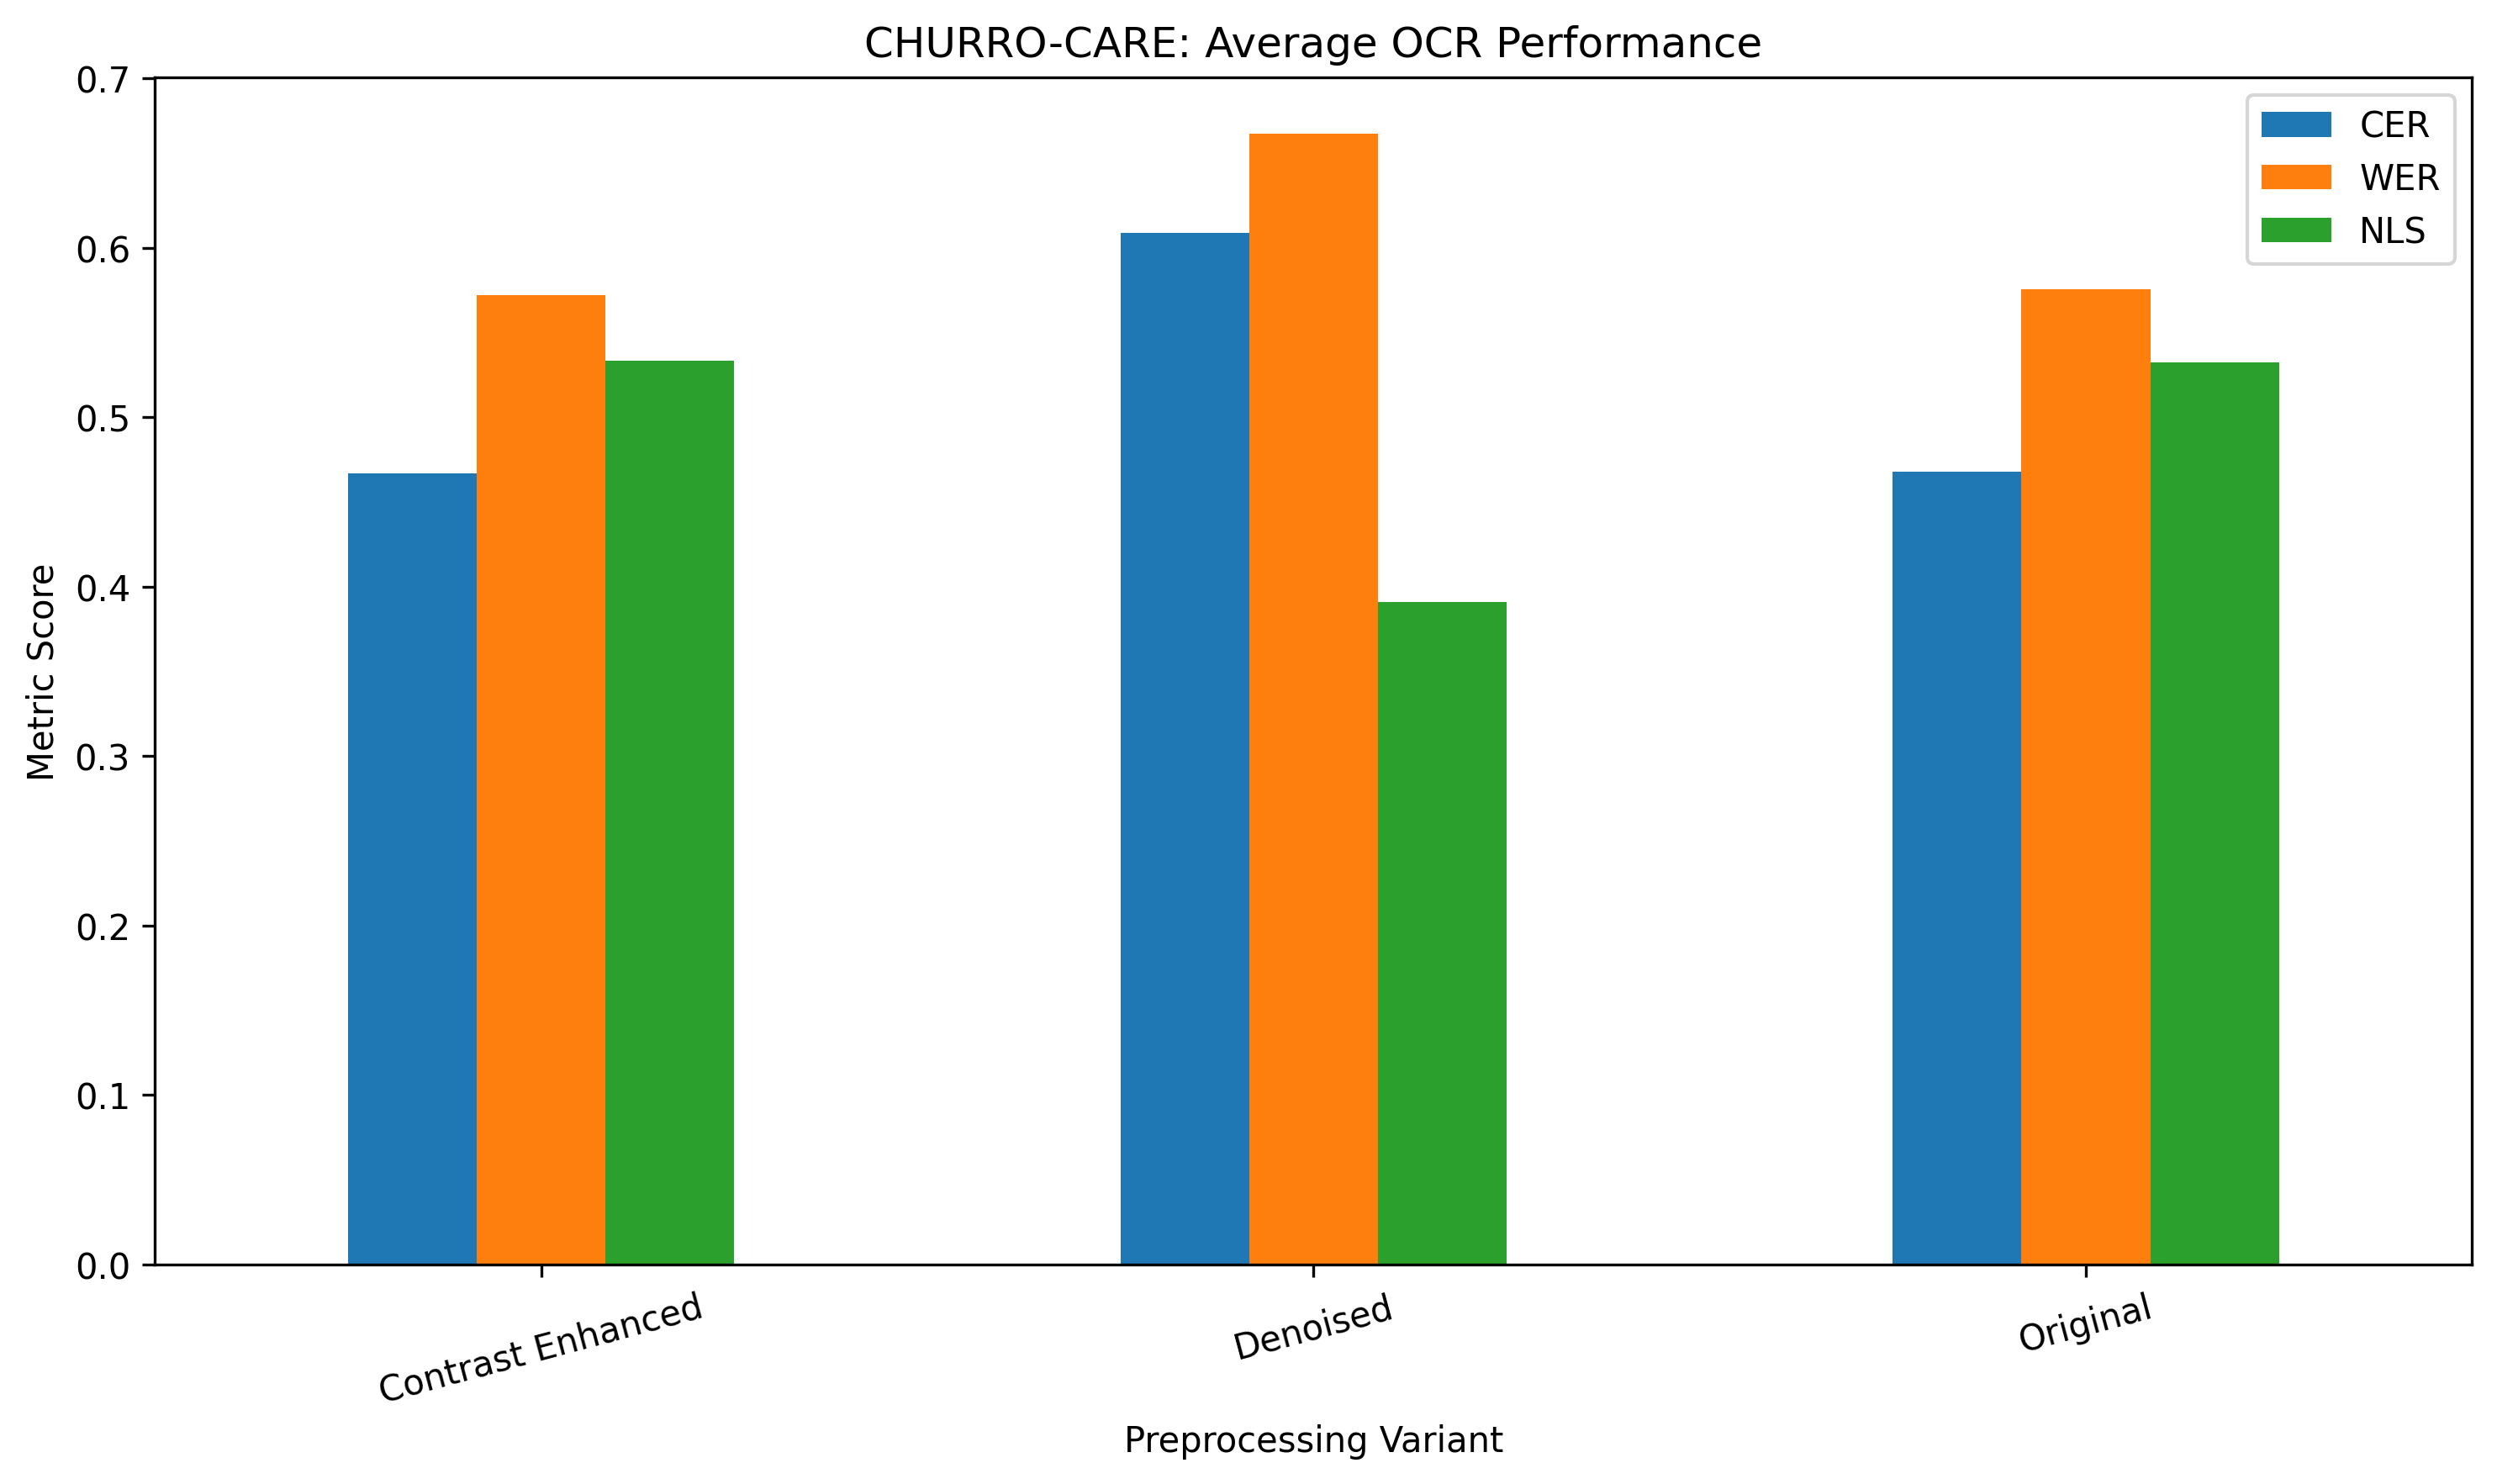 CHURRO-CARE: Average OCR Performance
0.7
0.6
0.5
0.4
0.3
0.2
0.1
0.0
Metric Score
CER
WER
NLS
Contrast Enhanced
Denoised
Original
Preprocessing Variant